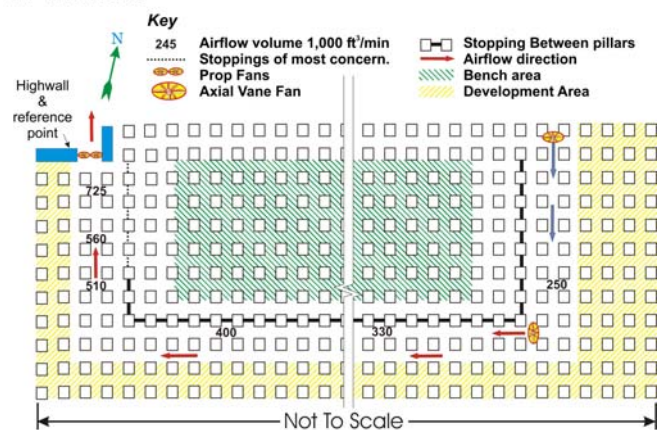 Key
245 Airflow volume 1,000 ft³/min
Stoppings of most concern.
Prop Fans
Axial Vane Fan
Stopping Between pillars
Airflow direction
Bench area
Development Area
N
Highwall
&
reference
point
725
560
510
250
400 330
Not To Scale